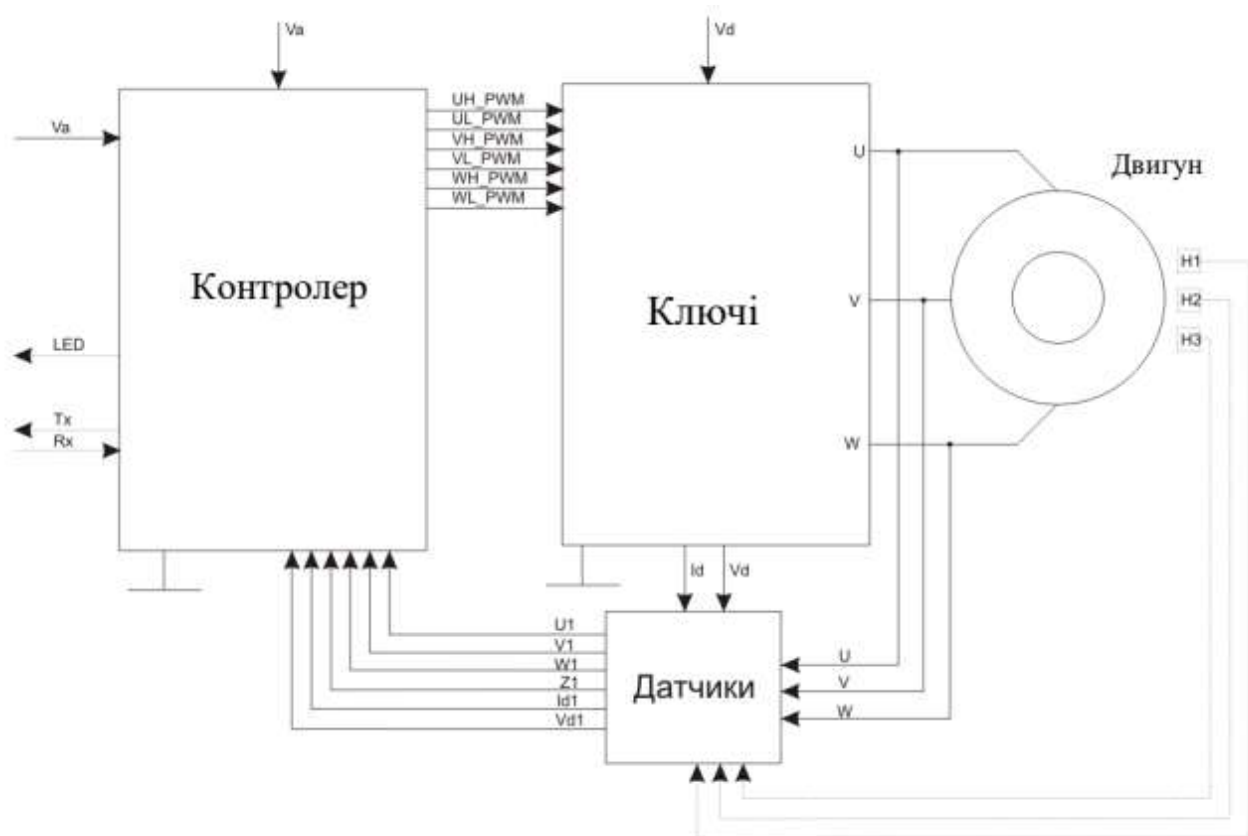 Va
Vd
Va
UH_PWM
UL_PWM
VH_PWM
VL_PWM
WH_PWM
WL_PWM
U
Двигун
Контролер
Ключі
H1
V
H2
H3
LED
Tx
Rx
W
Id
Vd
U1
V1
W1
Z1
Id1
Vd1
Датчики
U
V
W